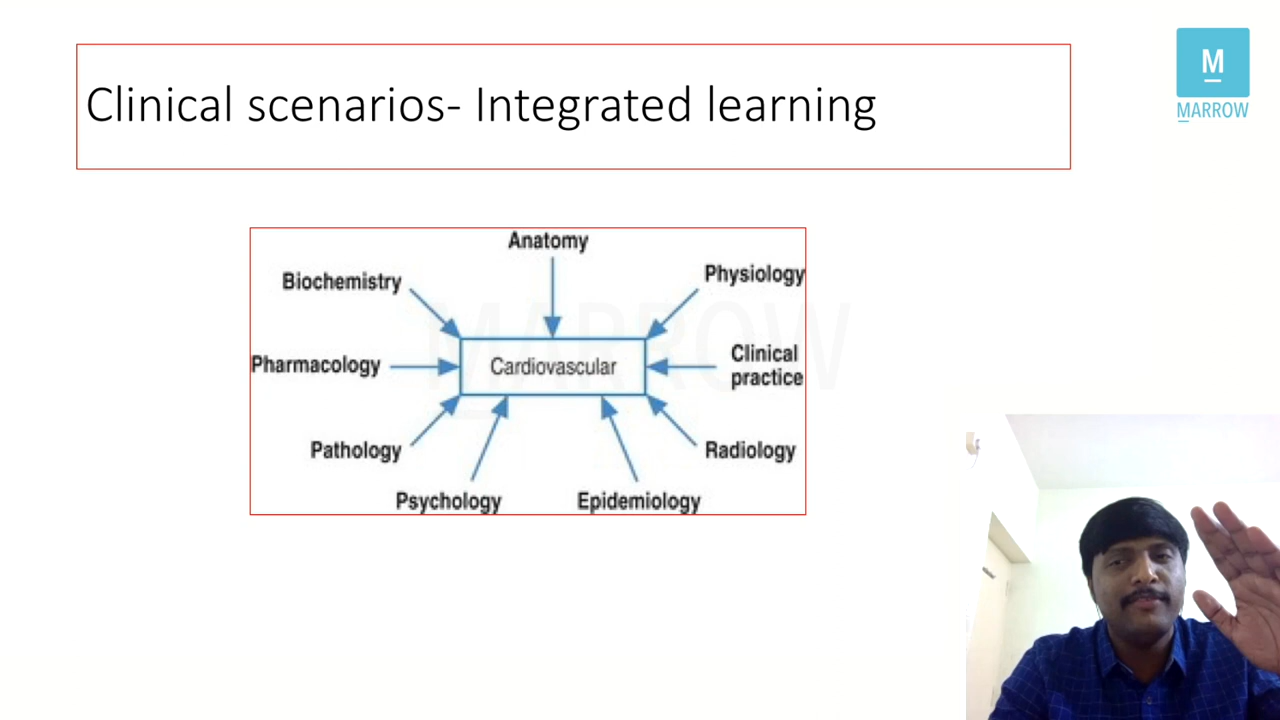 Clinical scenarios- Integrated learning
M
MARROW
Anatomy
Biochemistry
Physiology
MARROW
Cardiovascular
Pharmacology
Clinical
practice
Pathology
Radiology
Psychology
Epidemiology